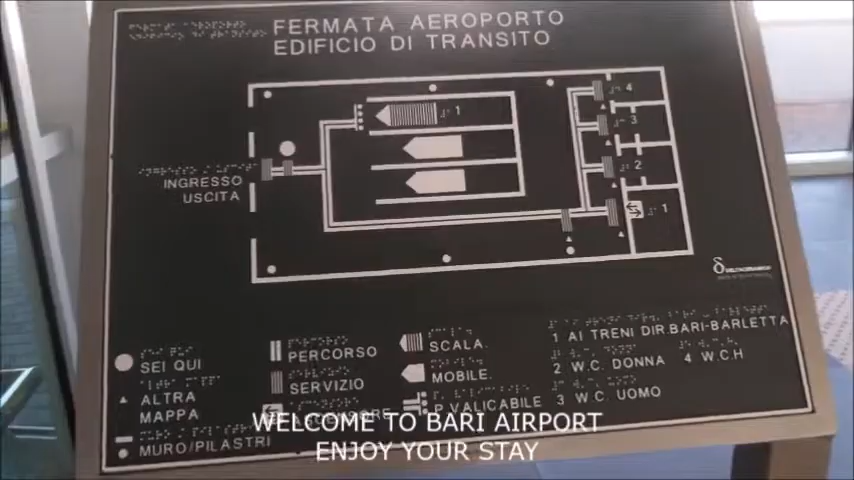 FERMATA AEROPORTO
EDIFICIO DI TRANSITO
4
1
3
2
INGRESSO
USCITA
1
SEI QUI
ALTRA
MAPPA
MURO/PILASTRI
PERCORSO
SERVIZIO
SCALA
MOBILE
P. VALICABILE
1 AI TRENI DIR.BARI-BARLETTA
2 W.C. DONNA 4 W.C.H
3 W.C. UOMO
WELCOME TO BARI AIRPORT
ENJOY YOUR STAY